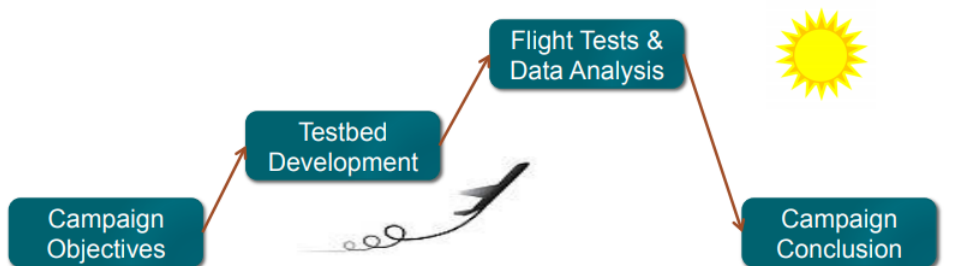 Flight Tests &
Data Analysis
Testbed
Development
Campaign
Objectives
Campaign
Conclusion